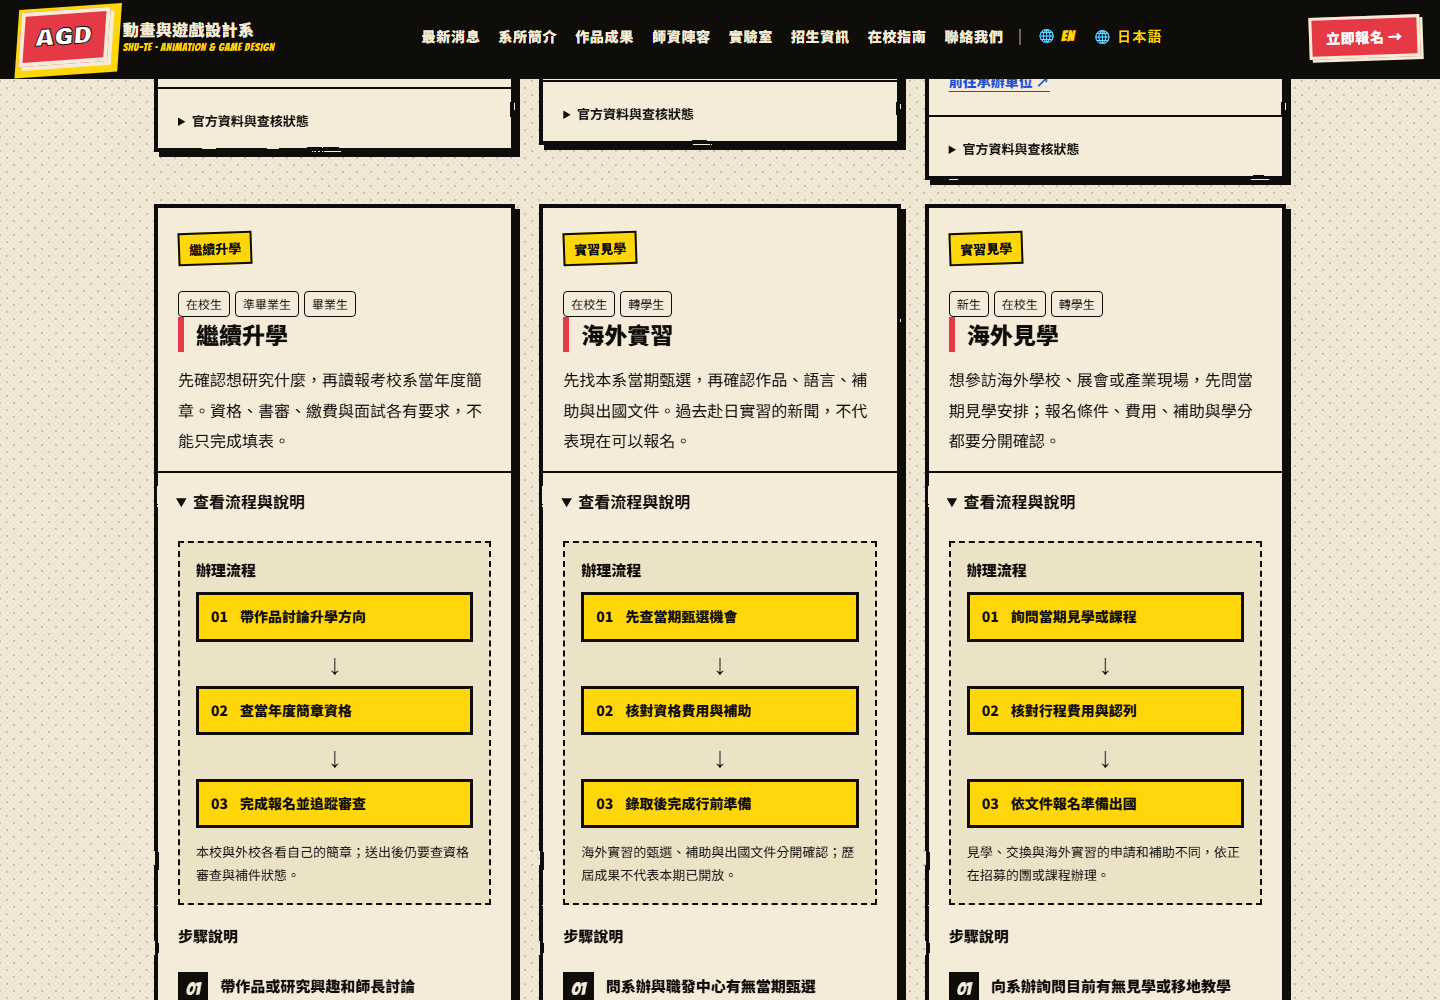 AGD
動畫與遊戲設計系
SHU-TE · ANIMATION & GAME DESIGN
最新消息 系所簡介 作品成果 師資陣容 實驗室 招生資訊 在校指南 聯絡我們 | EN 日本語
立即報名 →
▶ 官方資料與查核狀態
▶ 官方資料與查核狀態
前往承辦單位 ↗
▶ 官方資料與查核狀態
繼續升學
在校生 準畢業生 畢業生
繼續升學
先確認想研究什麼，再讀報考校系當年度簡
章。資格、書審、繳費與面試各有要求，不
能只完成填表。
▼ 查看流程與說明
辦理流程
01 帶作品討論升學方向
↓
02 查當年度簡章資格
↓
03 完成報名並追蹤審查
本校與外校各看自己的簡章；送出後仍要查資格
審查與補件狀態。
步驟說明
01 帶作品或研究興趣和師長討論
實習見學
在校生 轉學生
海外實習
先找本系當期甄選，再確認作品、語言、補
助與出國文件。過去赴日實習的新聞，不代
表現在可以報名。
▼ 查看流程與說明
辦理流程
01 先查當期甄選機會
↓
02 核對資格費用與補助
↓
03 錄取後完成行前準備
海外實習的甄選、補助與出國文件分開確認；歷
屆成果不代表本期已開放。
步驟說明
01 問系辦與職發中心有無當期甄選
實習見學
新生 在校生 轉學生
海外見學
想參訪海外學校、展會或產業現場，先問當
期見學安排；報名條件、費用、補助與學分
都要分開確認。
▼ 查看流程與說明
辦理流程
01 詢問當期見學或課程
↓
02 核對行程費用與認列
↓
03 依文件報名準備出國
見學、交換與海外實習的申請和補助不同，依正
在招募的團或課程辦理。
步驟說明
01 向系辦詢問目前有無見學或移地教學